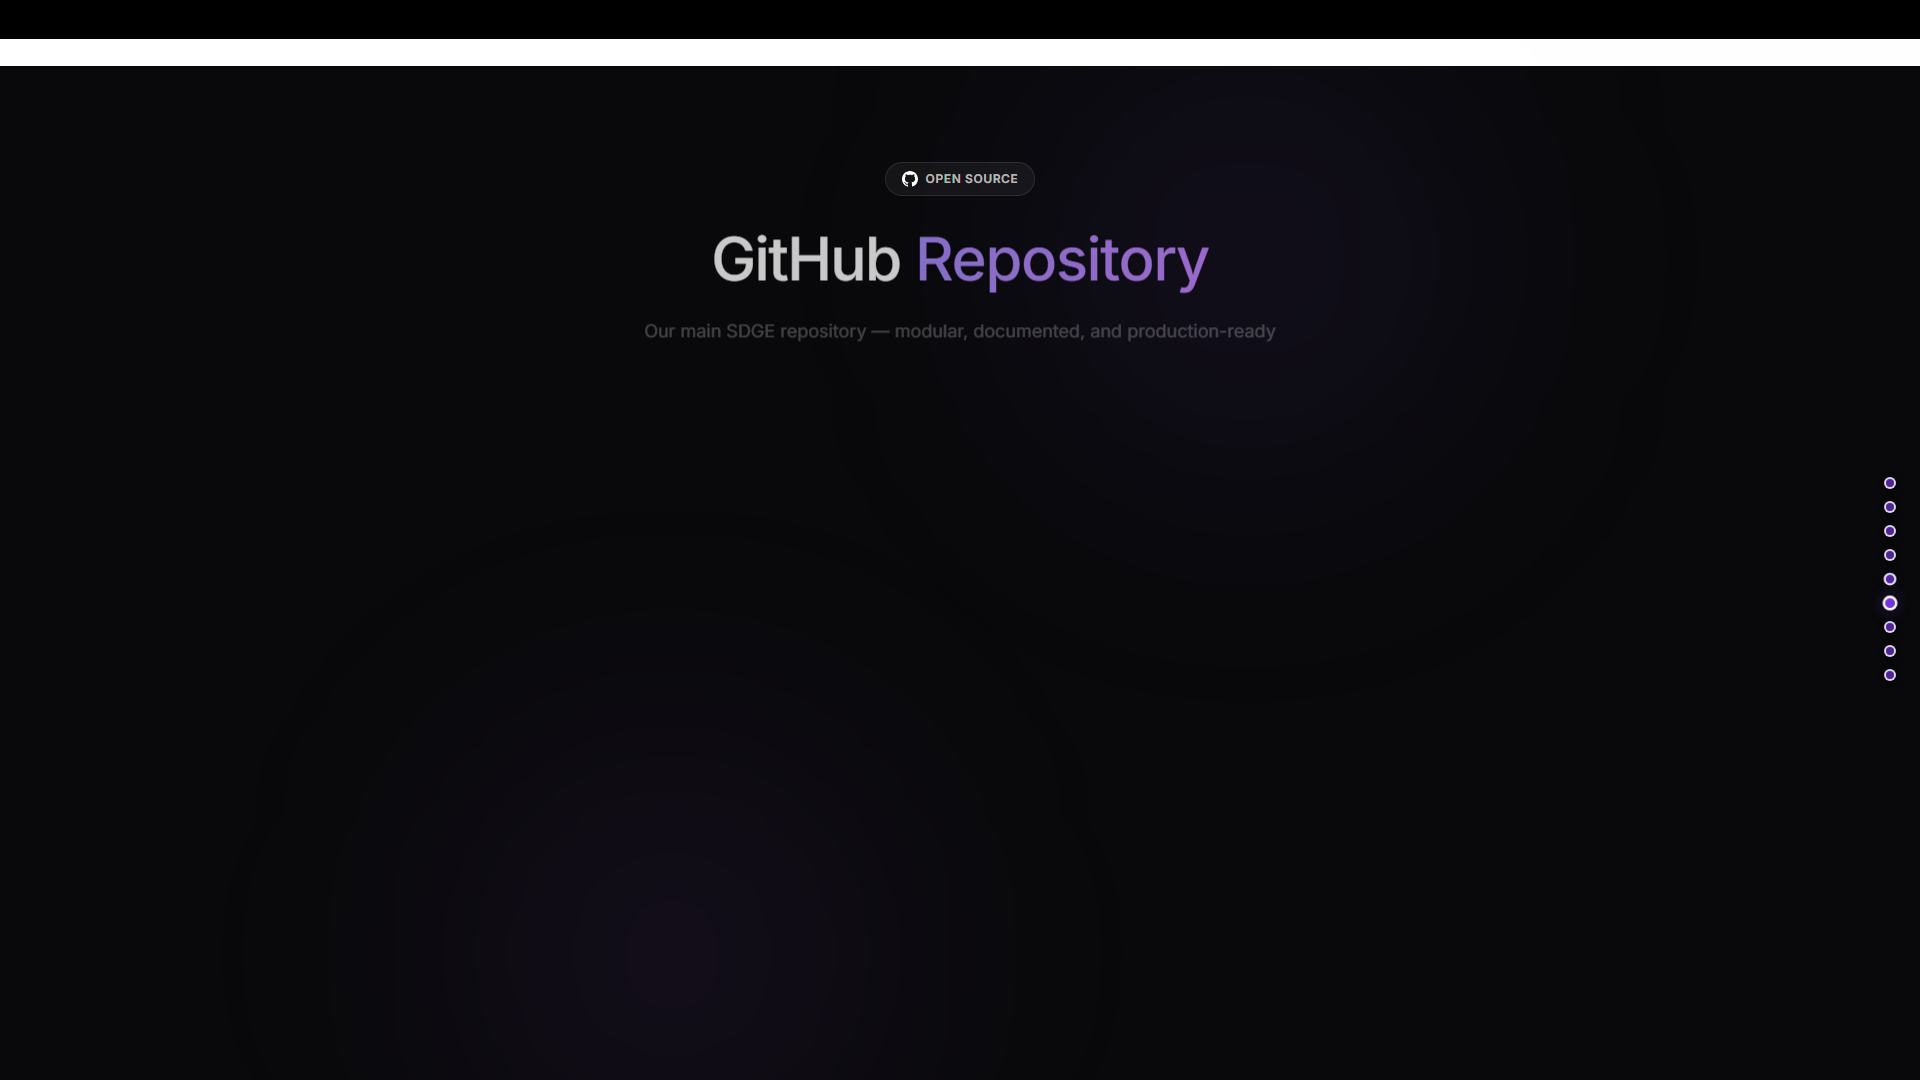 OPEN SOURCE
GitHub Repository
Our main SDGE repository — modular, documented, and production-ready